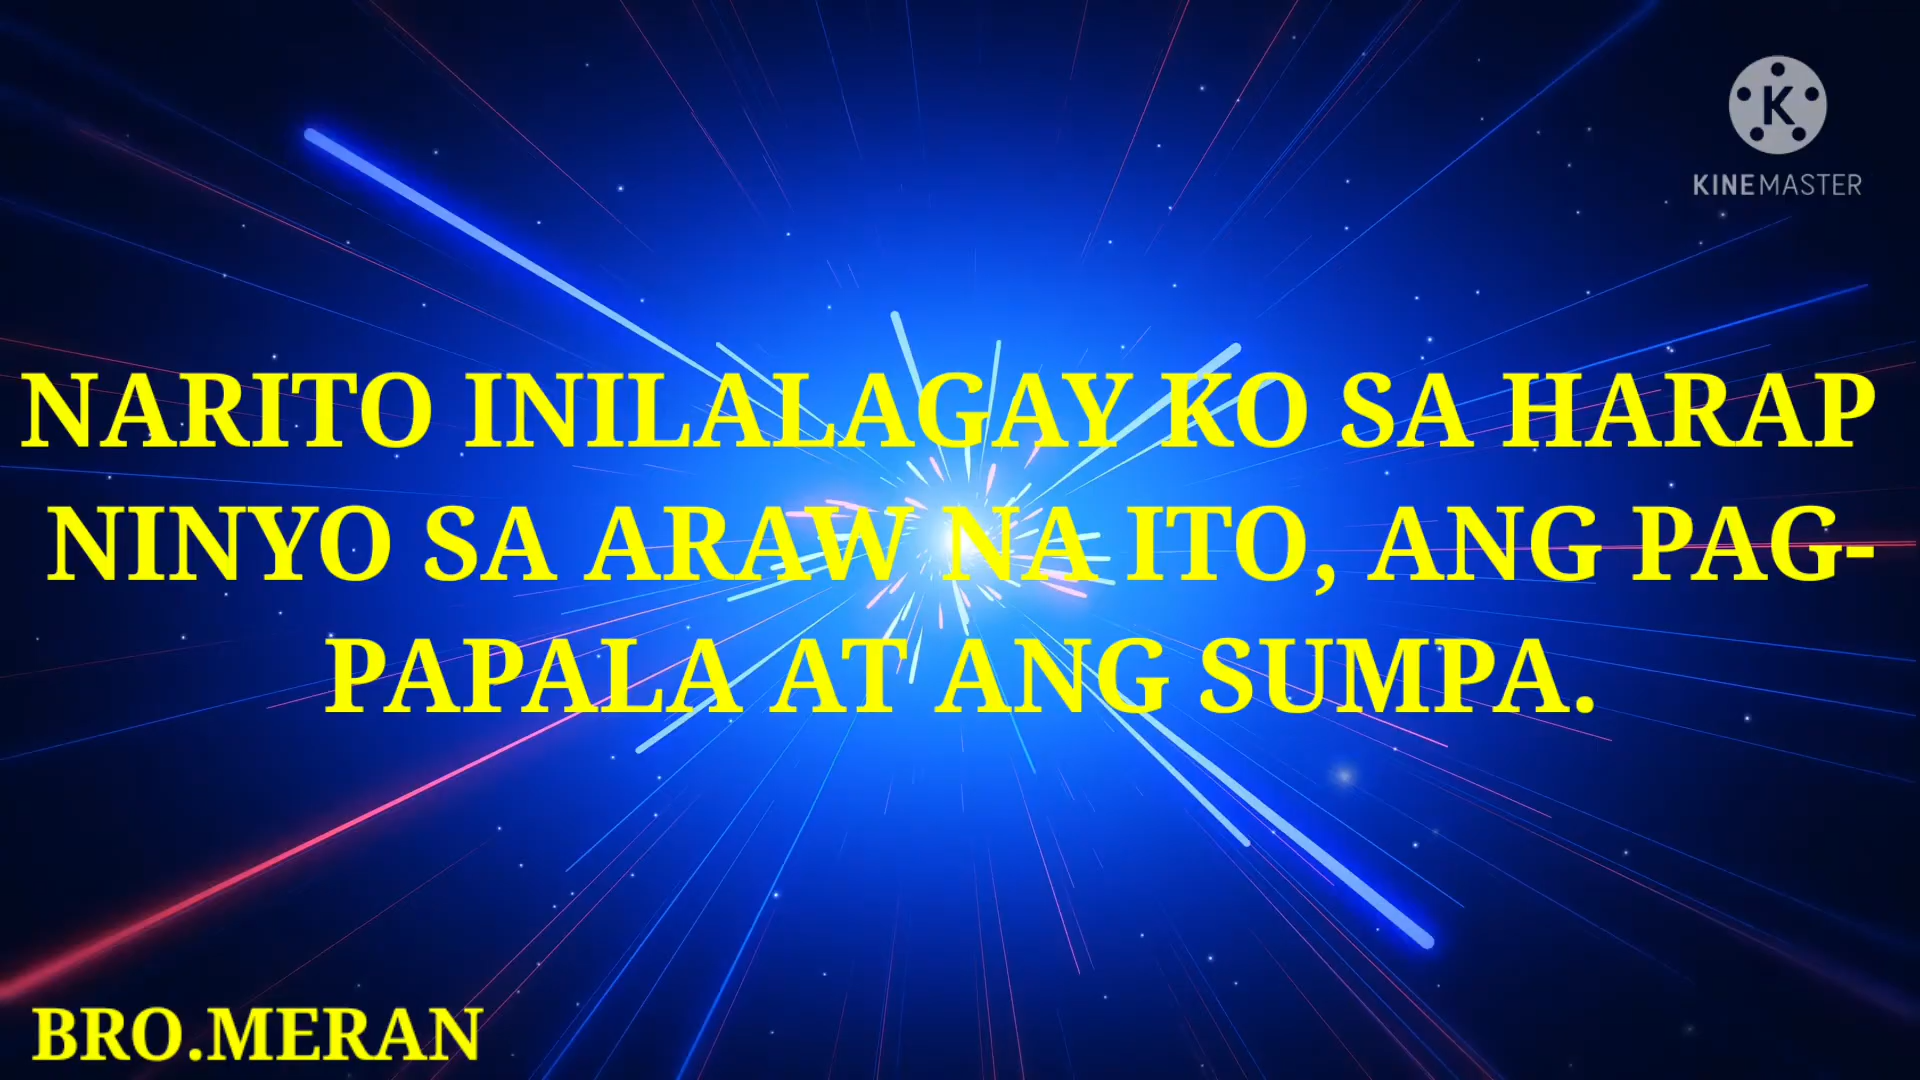 KINEMASTER
NARITO INILALAGAY KO SA HARAP
NINYO SA ARAW NA ITO, ANG PAG-
PAPALA AT ANG SUMPA.
BRO.MERAN